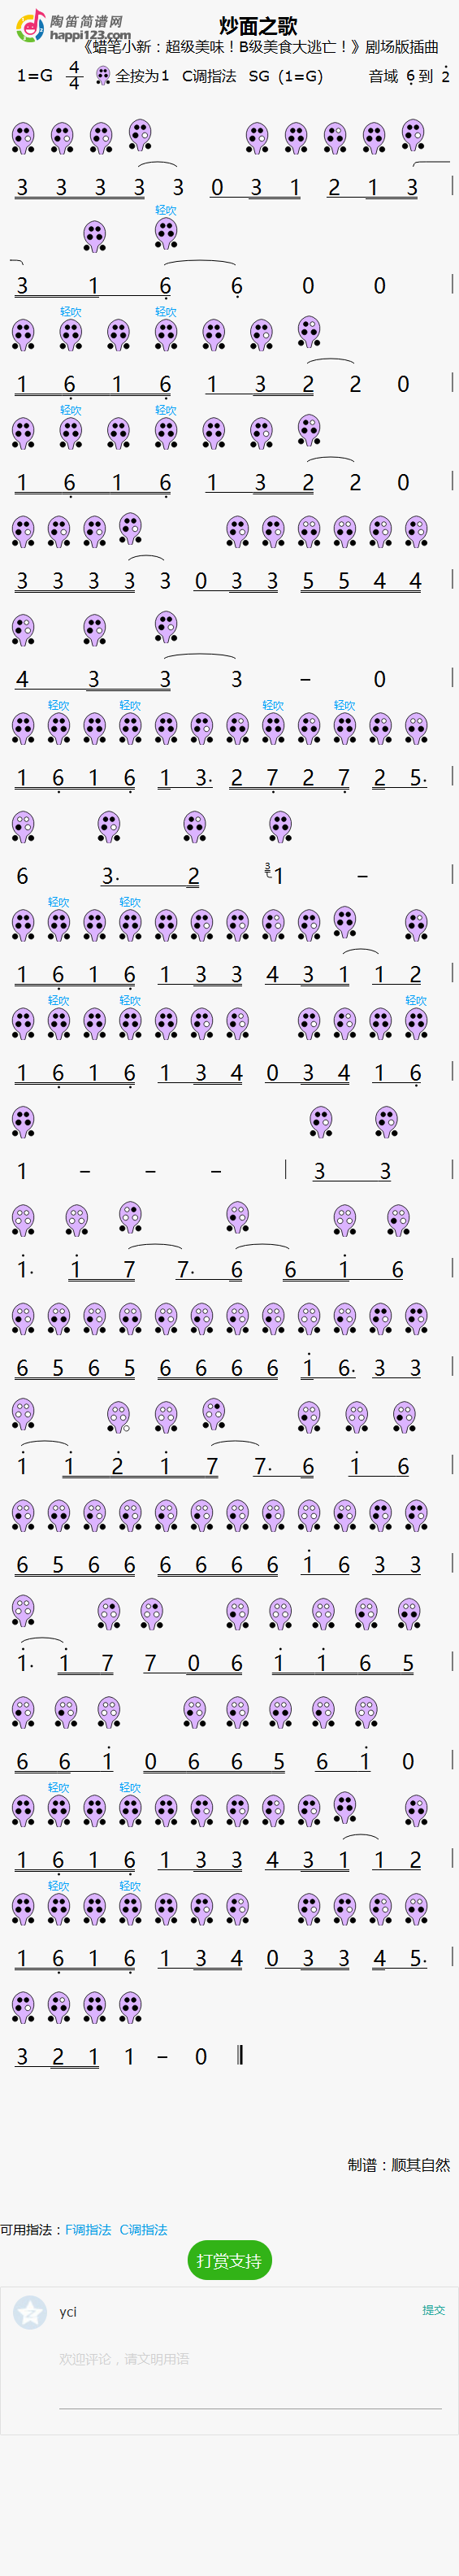 陶笛简谱网
happi123.com
炒面之歌
《蜡笔小新：超级美味！B级美食大逃亡！》剧场版插曲
1=G 4/4 全按为1 C调指法 SG (1=G) 音域 6̣ 到 2̇
3 3 3 3 3 0 3 1 2 1 3 |
轻吹
3 1 6̣ 6̣ 0 0 |
轻吹 轻吹
1 6̣ 1 6̣ 1 3 2 2 0 |
轻吹 轻吹
1 6̣ 1 6̣ 1 3 2 2 0 |
3 3 3 3 3 0 3 3 5 5 4 4 |
4 3 3 3 – 0 |
轻吹 轻吹 轻吹 轻吹
1 6̣ 1 6̣ 1 3· 2 7̣ 2 7̣ 2 5· |
6 3· 2 3 1 – |
轻吹 轻吹
1 6̣ 1 6̣ 1 3 3 4 3 1 1 2 |
轻吹 轻吹 轻吹
1 6̣ 1 6̣ 1 3 4 0 3 4 1 6̣ |
1 – – – | 3 3 |
1̇· 1̇ 7 7· 6 6 1̇ 6 |
6 5 6 5 6 6 6 6 1̇ 6· 3 3 |
1̇ 1̇ 2̇ 1̇ 7 7· 6 1̇ 6 |
6 5 6 6 6 6 6 6 1̇ 6 3 3 |
1̇· 1̇ 7 7 0 6 1̇ 1̇ 6 5 |
6 6 1̇ 0 6 6 5 6 1̇ 0 |
轻吹 轻吹
1 6̣ 1 6̣ 1 3 3 4 3 1 1 2 |
轻吹 轻吹
1 6̣ 1 6̣ 1 3 4 0 3 3 4 5· |
3 2 1 1 – 0 ‖
制谱：顺其自然
可用指法：F调指法 C调指法
打赏支持
yci 提交
欢迎评论，请文明用语